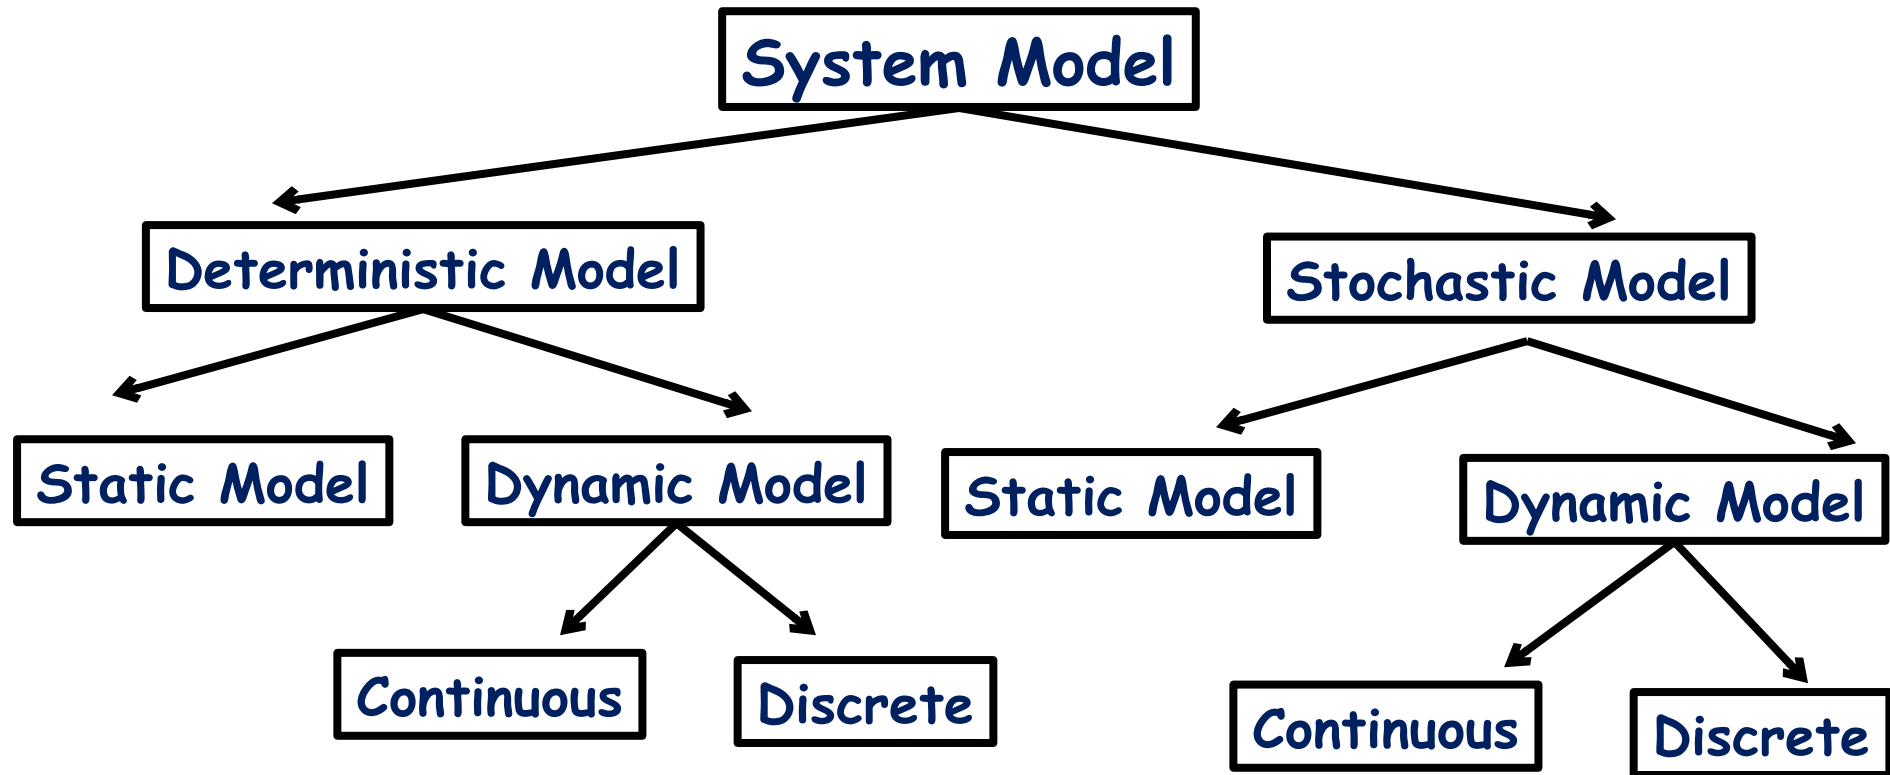 System Model
Deterministic Model
Stochastic Model
Static Model
Dynamic Model
Static Model
Dynamic Model
Continuous
Discrete
Continuous
Discrete